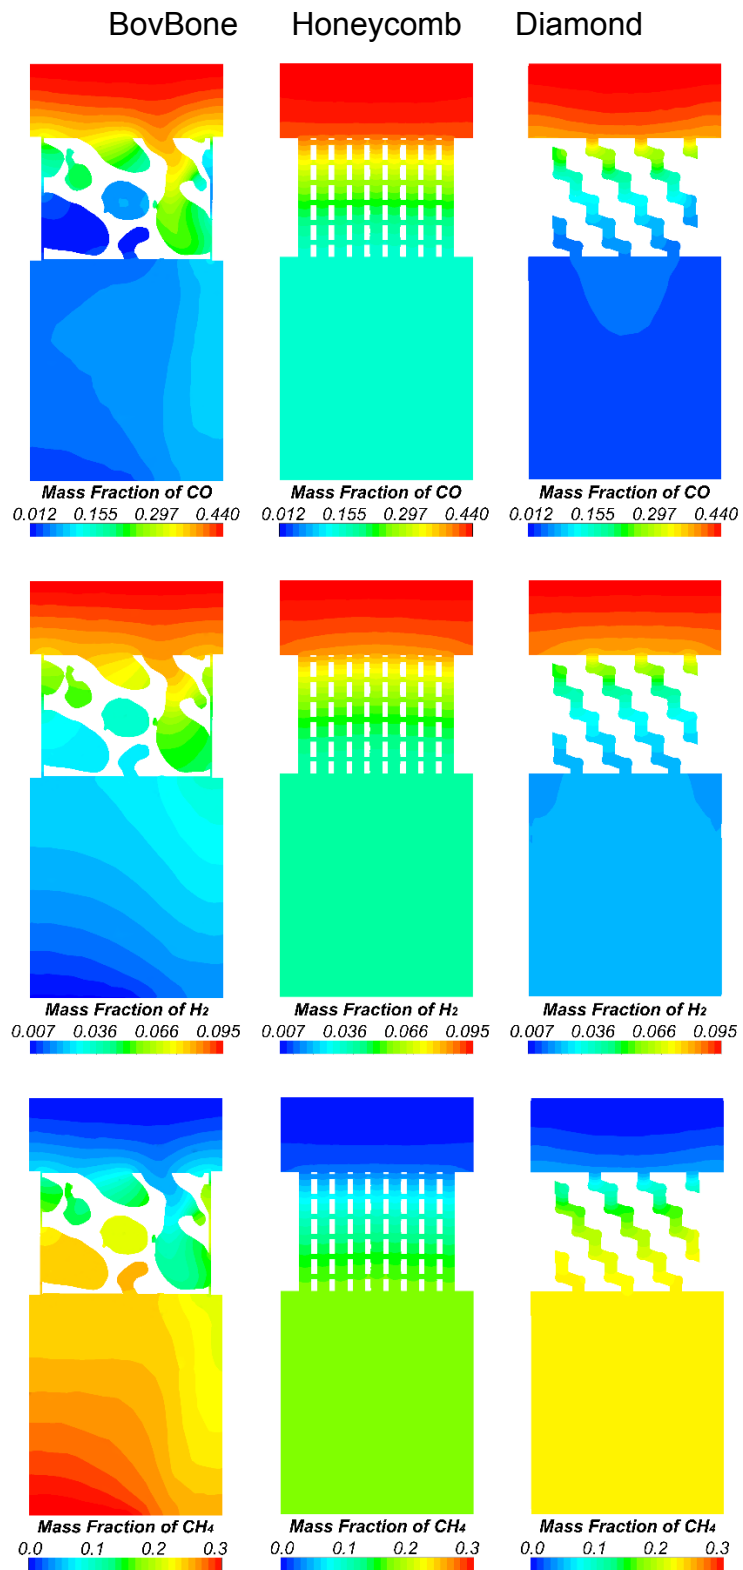 BovBone Honeycomb Diamond
Mass Fraction of CO Mass Fraction of CO Mass Fraction of CO
0.012 0.155 0.297 0.440 0.012 0.155 0.297 0.440 0.012 0.155 0.297 0.440
Mass Fraction of H₂ Mass Fraction of H₂ Mass Fraction of H₂
0.007 0.036 0.066 0.095 0.007 0.036 0.066 0.095 0.007 0.036 0.066 0.095
Mass Fraction of CH₄ Mass Fraction of CH₄ Mass Fraction of CH₄
0.0 0.1 0.2 0.3 0.0 0.1 0.2 0.3 0.0 0.1 0.2 0.3